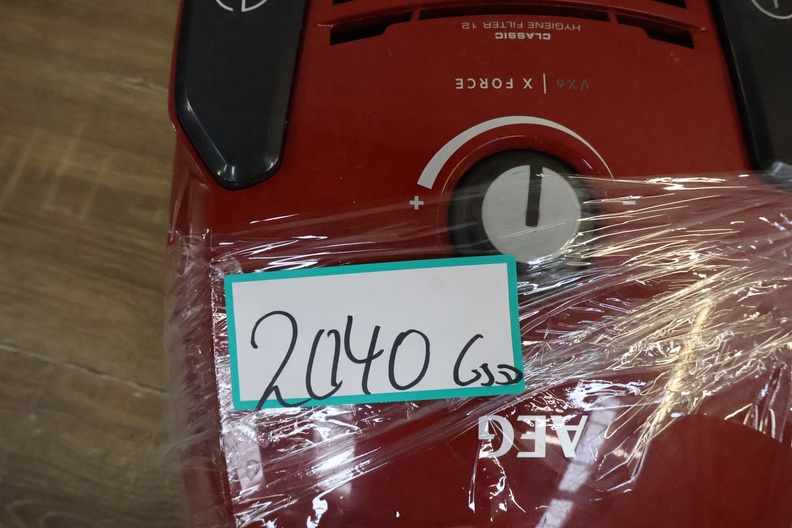 CLASSIC
HYGIENE FILTER 12
VX6 | X FORCE
+ -
2040 GSD
AEG